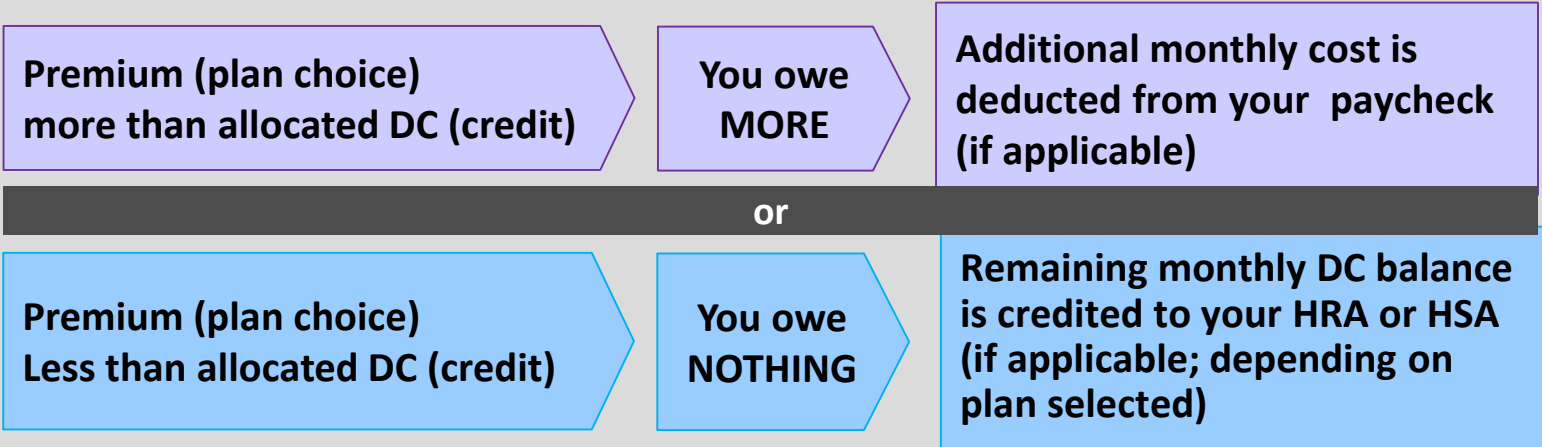 Premium (plan choice)
more than allocated DC (credit)
You owe
MORE
Additional monthly cost is
deducted from your  paycheck
(if applicable)
or
Premium (plan choice)
Less than allocated DC (credit)
You owe
NOTHING
Remaining monthly DC balance
is credited to your HRA or HSA
(if applicable; depending on
plan selected)